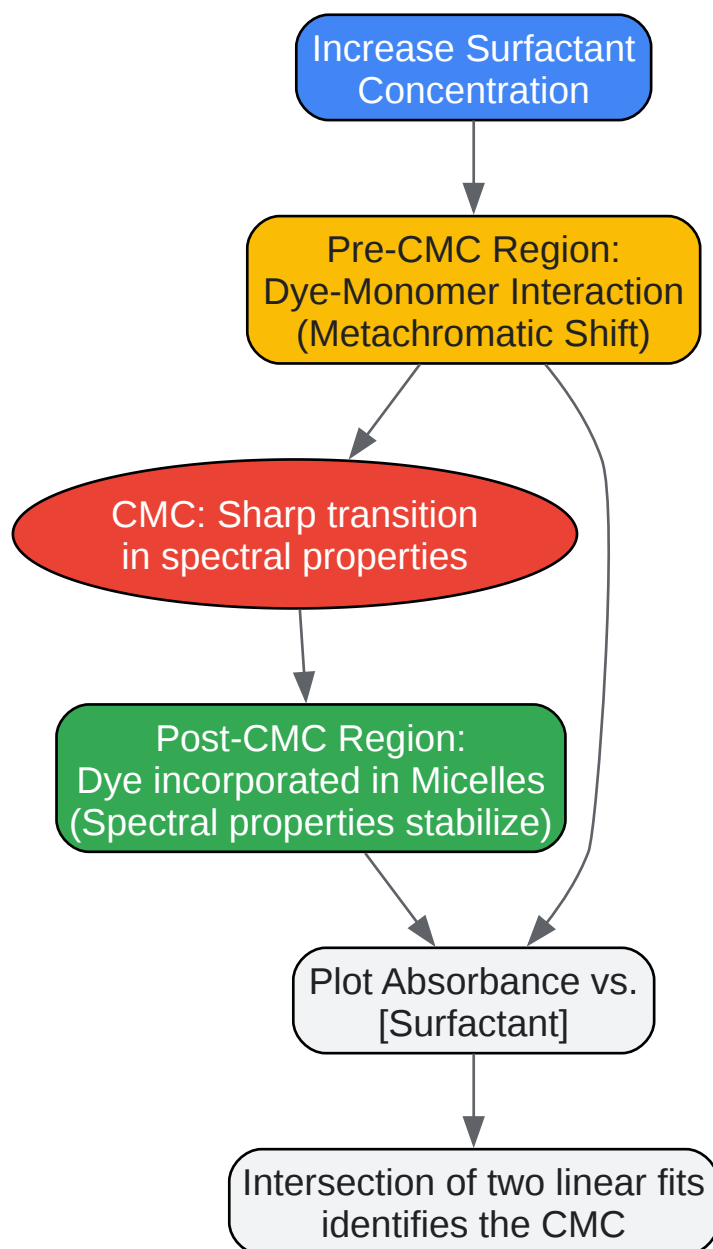 Increase Surfactant
Concentration
Pre-CMC Region:
Dye-Monomer Interaction
(Metachromatic Shift)
CMC: Sharp transition
in spectral properties
Post-CMC Region:
Dye incorporated in Micelles
(Spectral properties stabilize)
Plot Absorbance vs.
[Surfactant]
Intersection of two linear fits
identifies the CMC